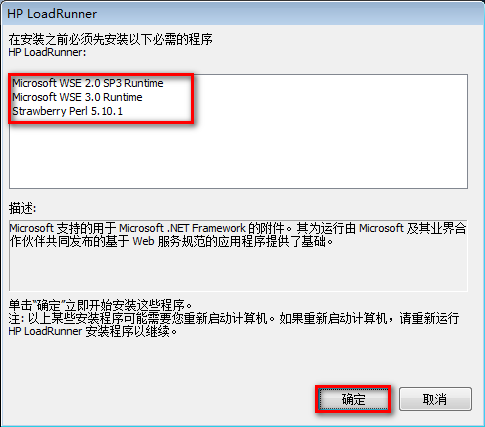 HP LoadRunner
在安装之前必须先安装以下必需的程序
HP LoadRunner:
Microsoft WSE 2.0 SP3 Runtime
Microsoft WSE 3.0 Runtime
Strawberry Perl 5.10.1
描述:
Microsoft 支持的用于 Microsoft .NET Framework 的附件。其为运行由 Microsoft 及其业界合
作伙伴共同发布的基于 Web 服务规范的应用程序提供了基础。
单击"确定"立即开始安装这些程序。
注: 以上某些安装程序可能需要您重新启动计算机。如果重新启动计算机，请重新运行
HP LoadRunner 安装程序以继续。
确定
取消